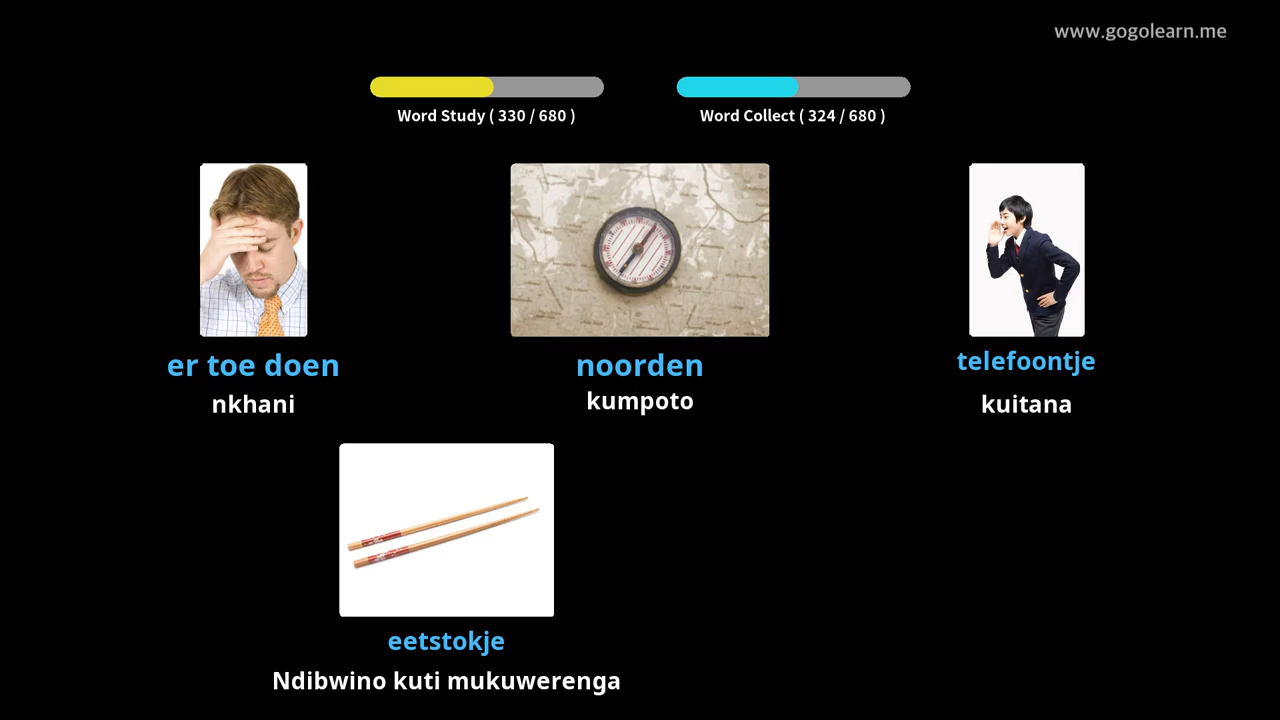 www.gogolearn.me
Word Study ( 330 / 680 )
Word Collect ( 324 / 680 )
er toe doen
nkhani
noorden
kumpoto
telefoontje
kuitana
eetstokje
Ndibwino kuti mukuwerenga